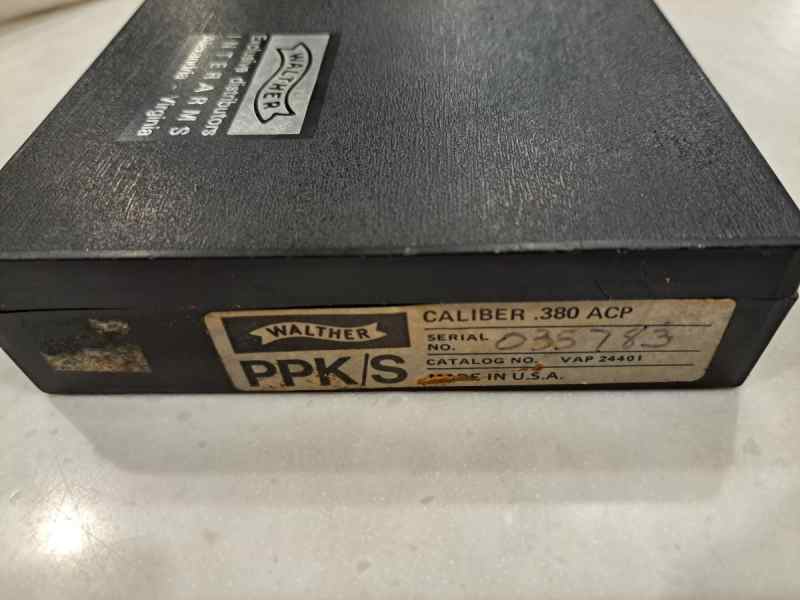 WALTHER
Exclusive distributors
INTERARMS
Alexandria - Virginia
WALTHER
PPK/S
CALIBER .380 ACP
SERIAL NO. 035783
CATALOG NO. VAP 24401
MADE IN U.S.A.